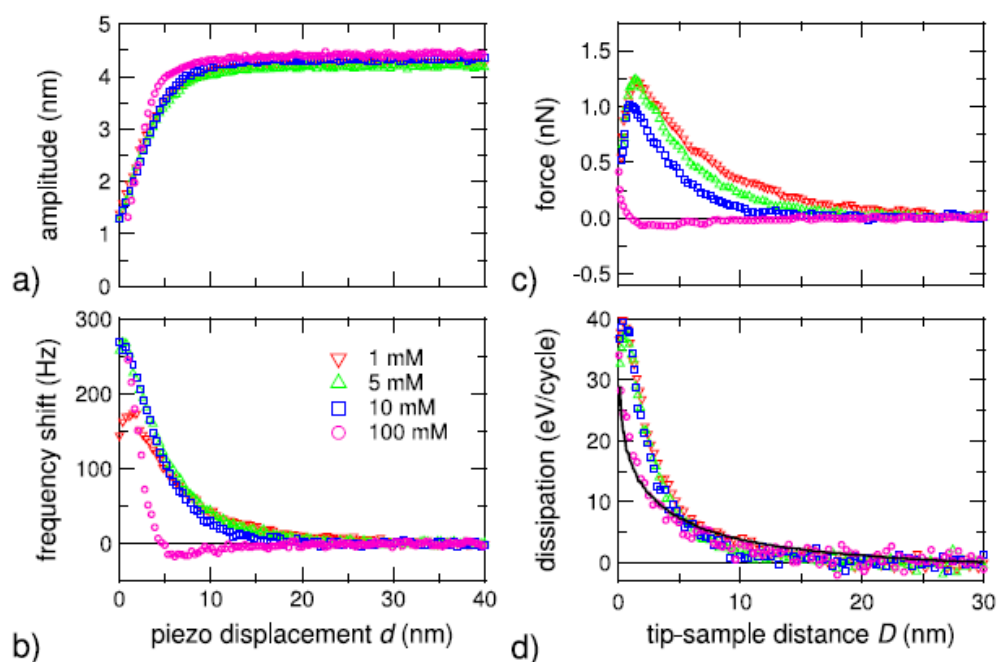 5
4
3
2
1
0
amplitude (nm)
a)
1.5
1.0
0.5
0.0
-0.5
force (nN)
c)
300
200
100
0
frequency shift (Hz)
1 mM
5 mM
10 mM
100 mM
0 10 20 30 40
piezo displacement d (nm)
b)
40
30
20
10
0
dissipation (eV/cycle)
0 10 20 30
tip-sample distance D (nm)
d)